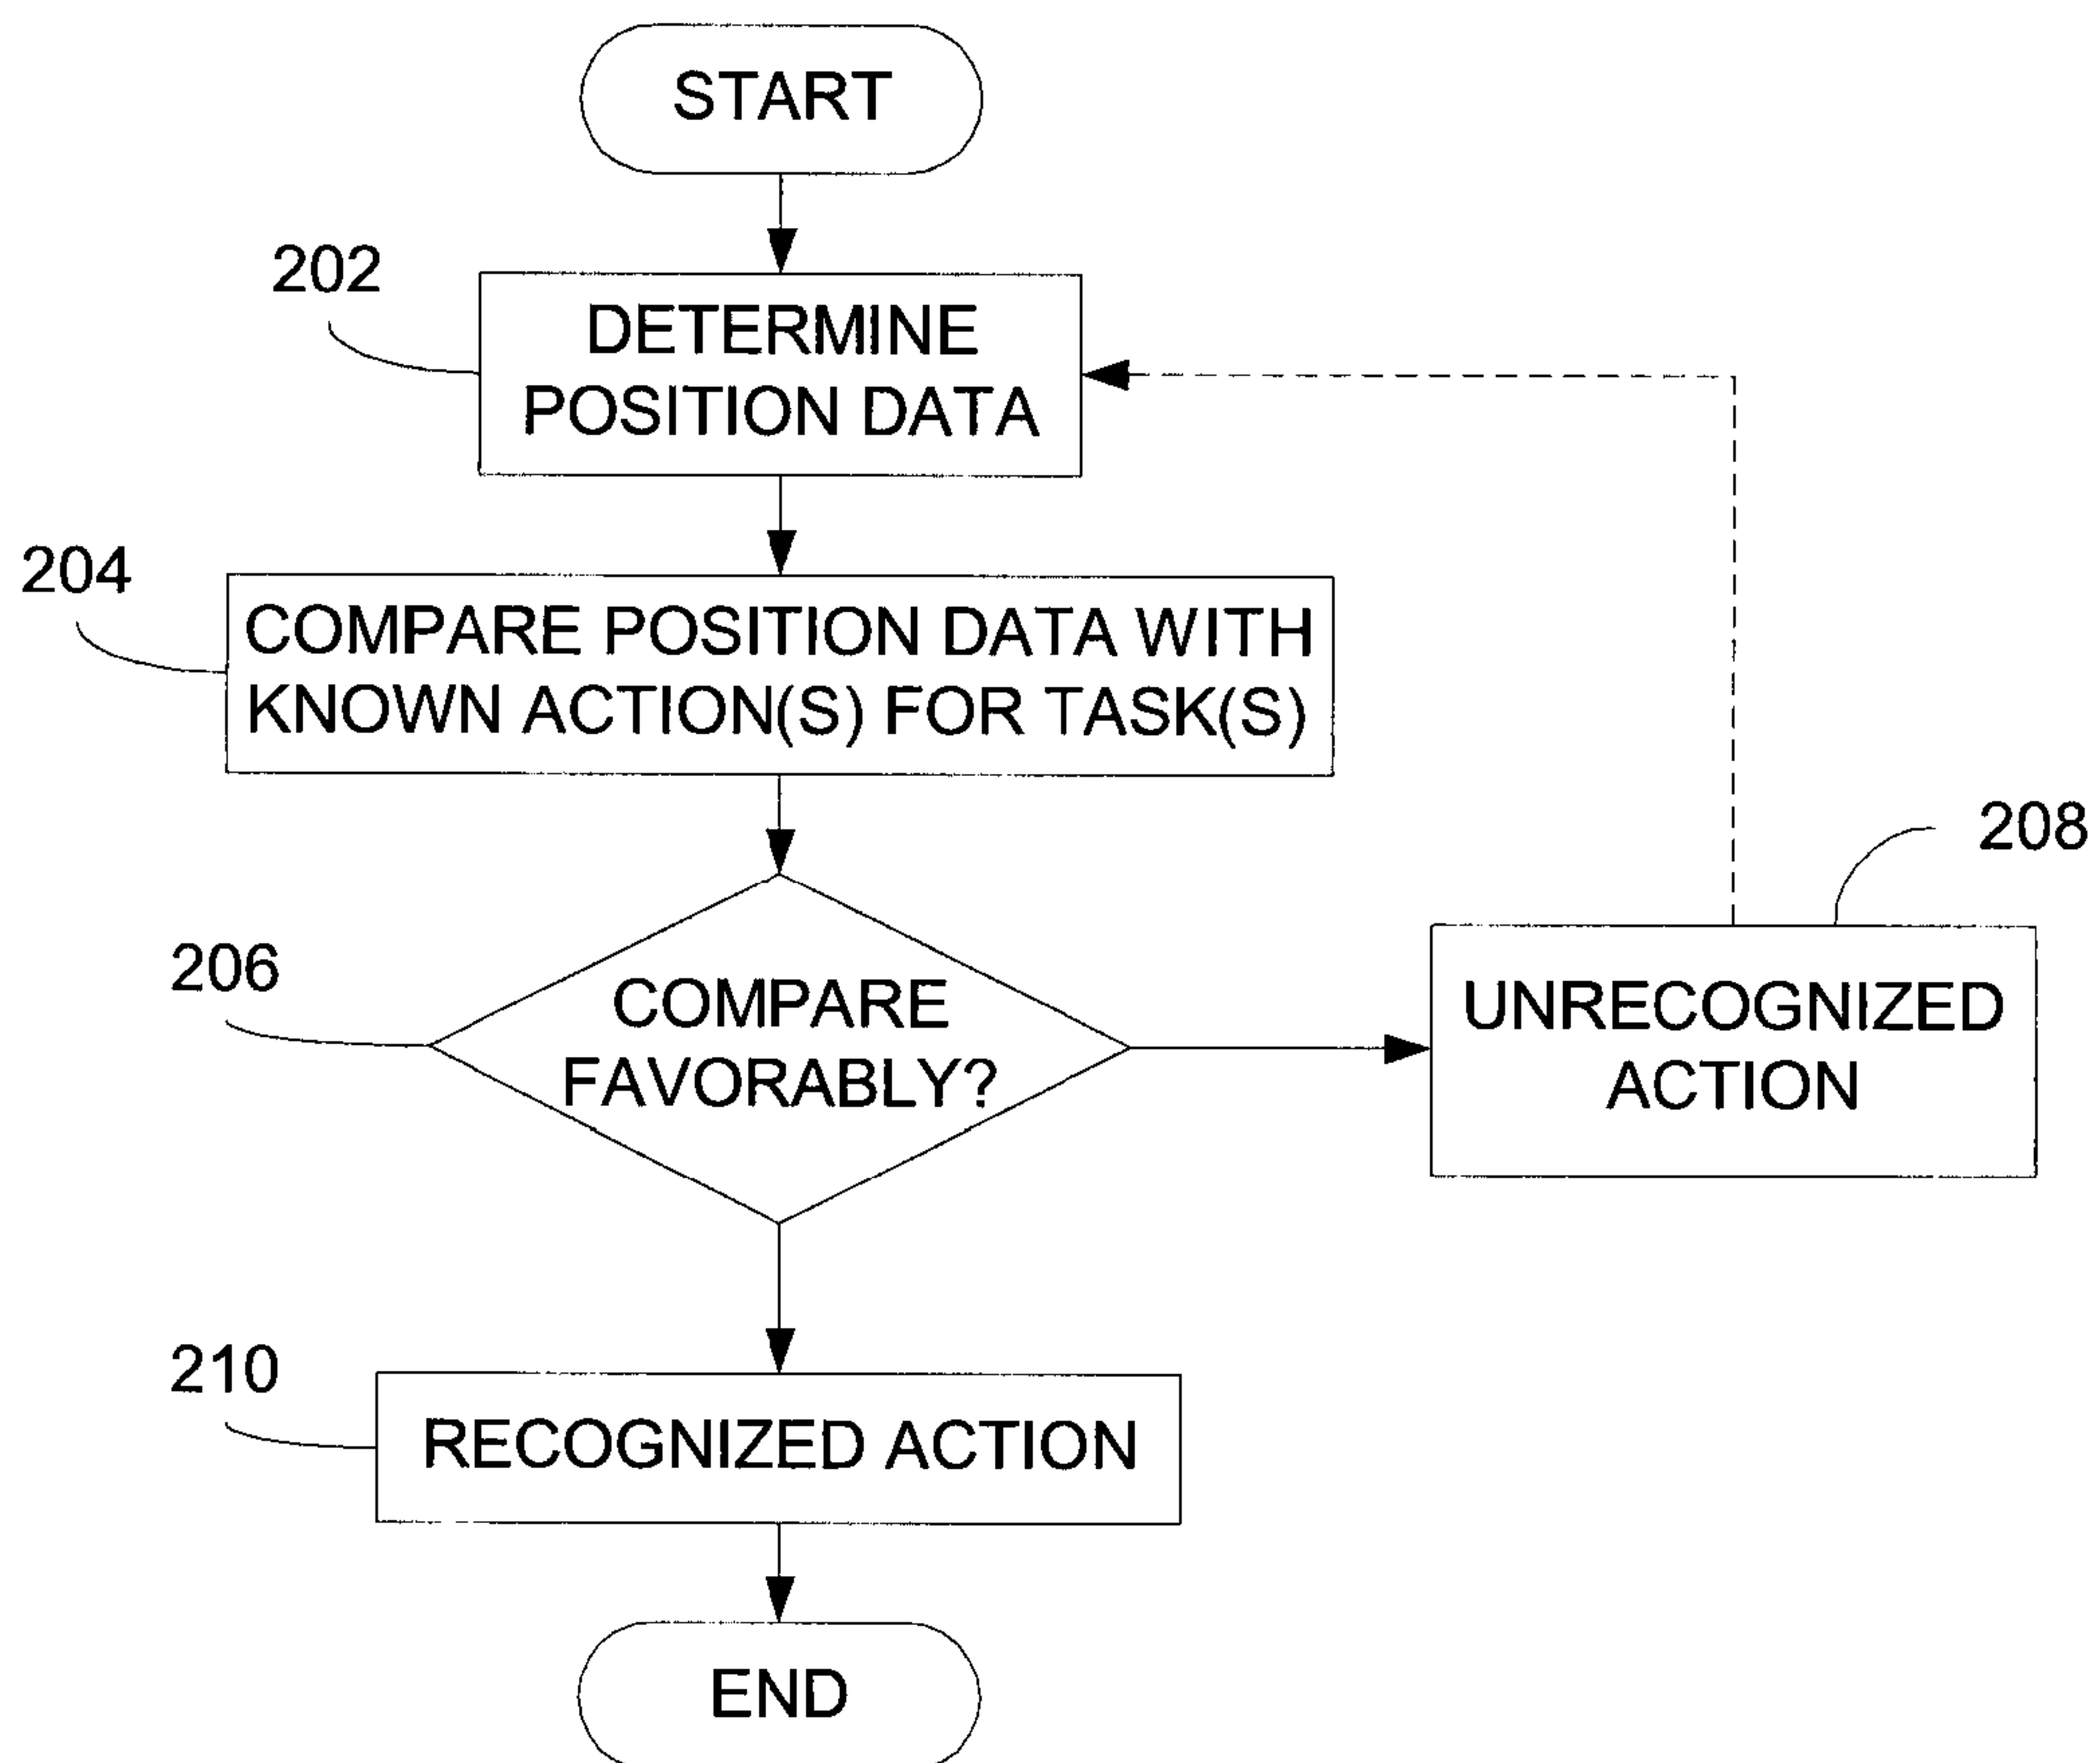 START
202
DETERMINE
POSITION DATA
204
COMPARE POSITION DATA WITH
KNOWN ACTION(S) FOR TASK(S)
208
206
COMPARE
FAVORABLY?
UNRECOGNIZED
ACTION
210
RECOGNIZED ACTION
END